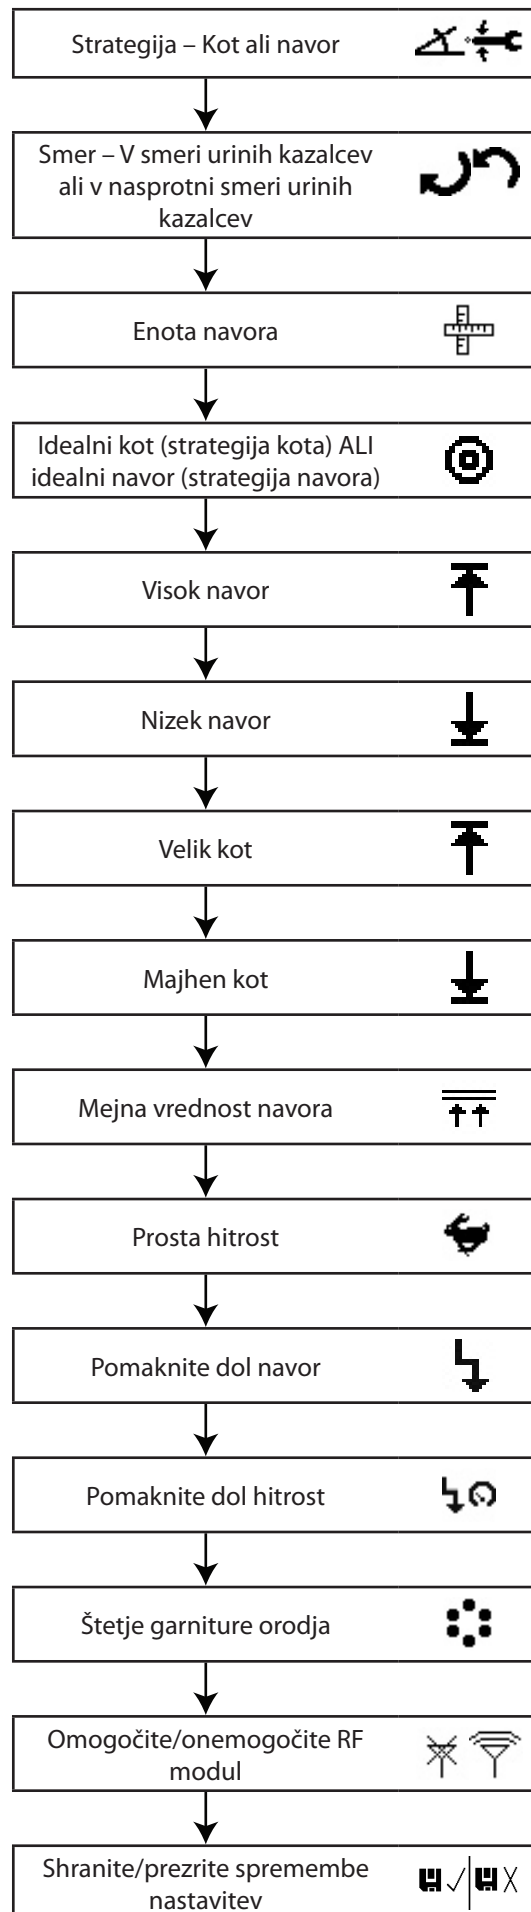 Strategija – Kot ali navor
Smer – V smeri urinih kazalcev
ali v nasprotni smeri urinih
kazalcev
Enota navora
Idealni kot (strategija kota) ALI
idealni navor (strategija navora)
Visok navor
Nizek navor
Velik kot
Majhen kot
Mejna vrednost navora
Prosta hitrost
Pomaknite dol navor
Pomaknite dol hitrost
Štetje garniture orodja
Omogočite/onemogočite RF
modul
Shranite/prezrite spremembe
nastavitev